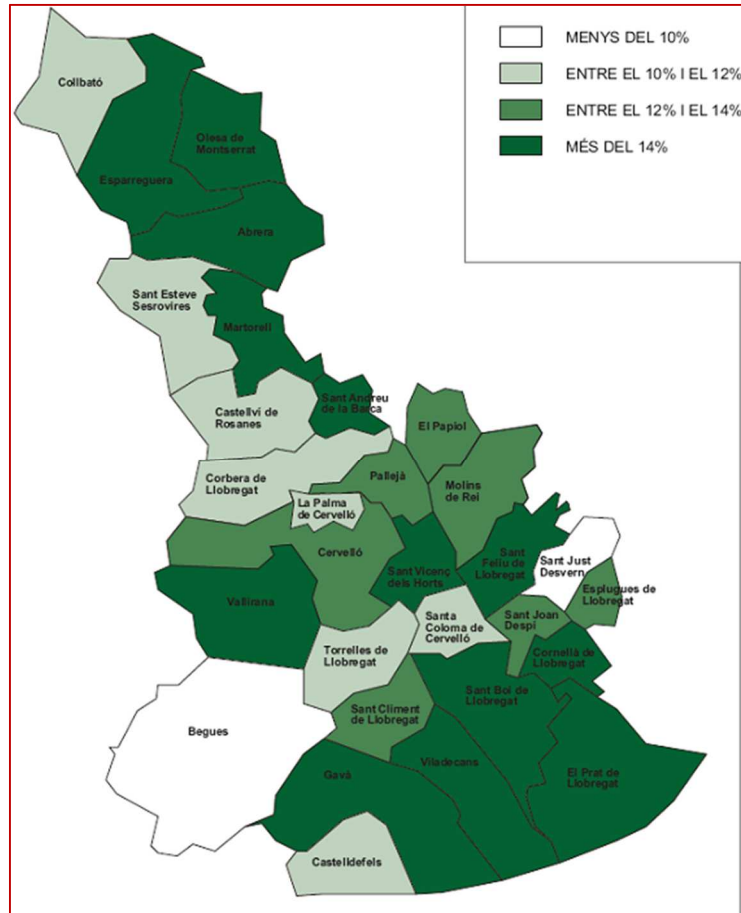 MENYS DEL 10%
ENTRE EL 10% I EL 12%
ENTRE EL 12% I EL 14%
MÉS DEL 14%
Collbató
Olesa de
Montserrat
Esparreguera
Abrera
Sant Esteve
Sesrovires
Martorell
Castellví de
Rosanes
Sant Andreu
de la Barca
El Papiol
Corbera de
Llobregat
Pallejà
Molins
de Rei
La Palma
de Cervelló
Cervelló
Sant Vicenç
dels Horts
Sant
Feliu de
Llobregat
Sant Just
Desvern
Esplugues de
Llobregat
Vallirana
Santa
Coloma de
Cervelló
Sant Joan
Despí
Torrelles de
Llobregat
Cornellà de
Llobregat
Sant Boi de
Llobregat
Sant Climent
de Llobregat
Begues
Viladecans
Gavà
El Prat de
Llobregat
Castelldefels